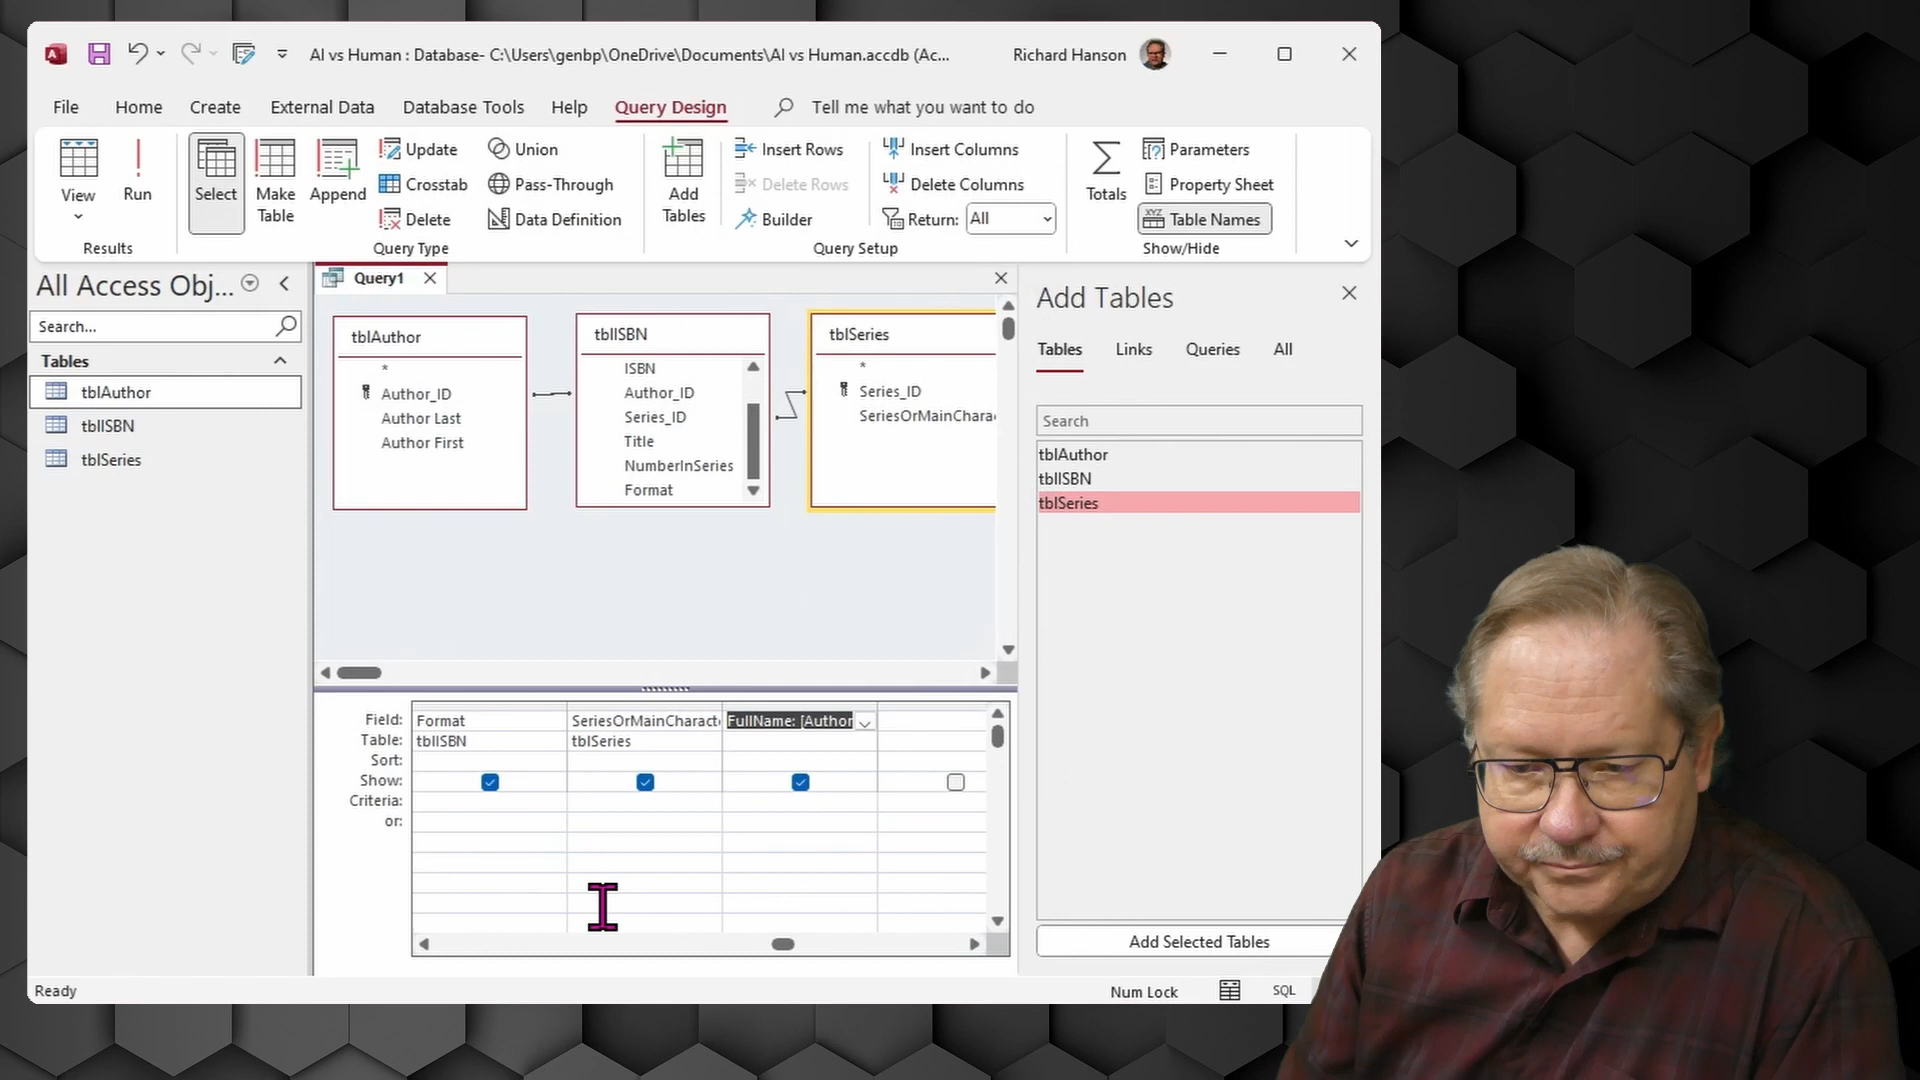 AI vs Human : Database- C:\Users\genbp\OneDrive\Documents\AI vs Human.accdb (Ac...
Richard Hanson
File Home Create External Data Database Tools Help Query Design Tell me what you want to do
View
Run
Select
Make Table
Append
Update
Crosstab
Delete
Union
Pass-Through
Data Definition
Add Tables
Insert Rows
Delete Rows
Builder
Insert Columns
Delete Columns
Return: All
Totals
Parameters
Property Sheet
XYZ Table Names
Results
Query Type
Query Setup
Show/Hide
All Access Obj...
Search...
Tables
tblAuthor
tblISBN
tblSeries
Query1
tblAuthor
*
Author_ID
Author Last
Author First
tblISBN
ISBN
Author_ID
Series_ID
Title
NumberInSeries
Format
tblSeries
*
Series_ID
SeriesOrMainChara
Field: Format SeriesOrMainCharact FullName: [Author
Table: tblISBN tblSeries
Sort:
Show:
Criteria:
or:
Add Tables
Tables Links Queries All
Search
tblAuthor
tblISBN
tblSeries
Add Selected Tables
Ready
Num Lock
SQL